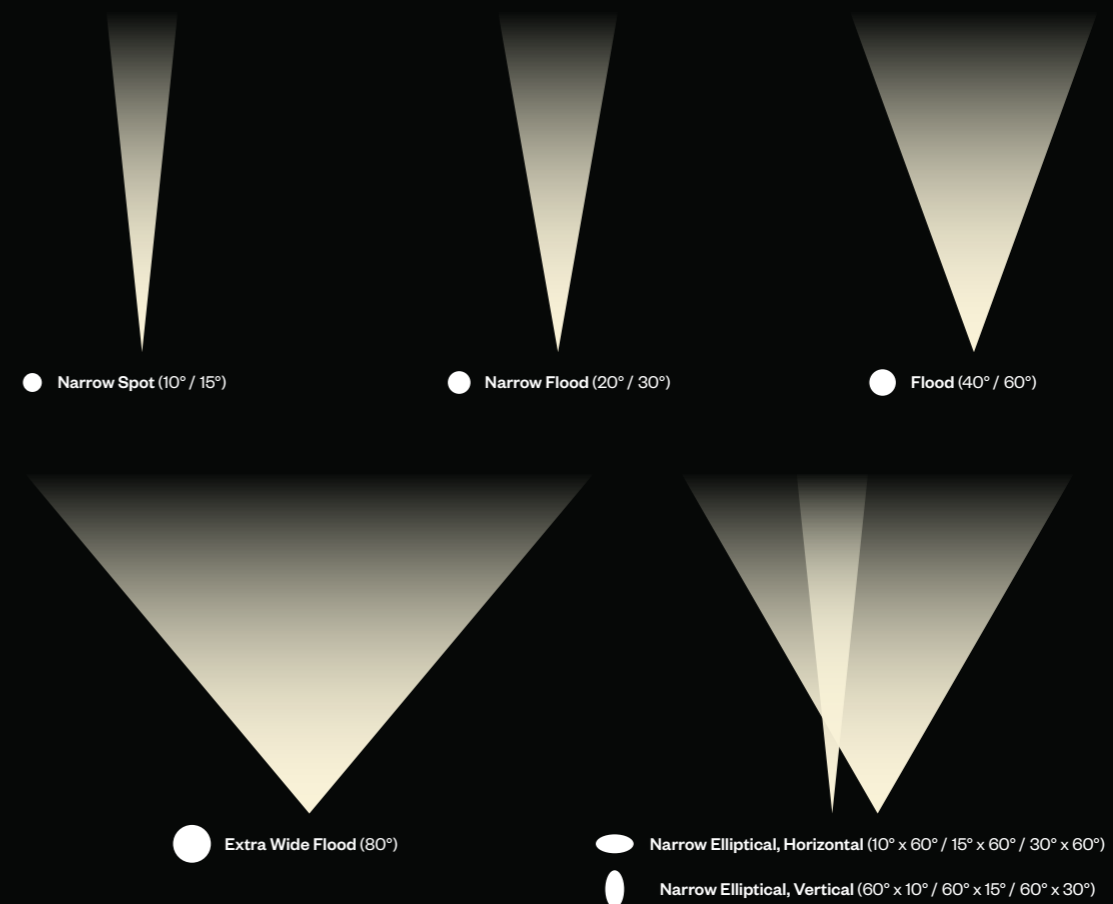 Narrow Spot (10° / 15°)
Narrow Flood (20° / 30°)
Flood (40° / 60°)
Extra Wide Flood (80°)
Narrow Elliptical, Horizontal (10° x 60° / 15° x 60° / 30° x 60°)
Narrow Elliptical, Vertical (60° x 10° / 60° x 15° / 60° x 30°)